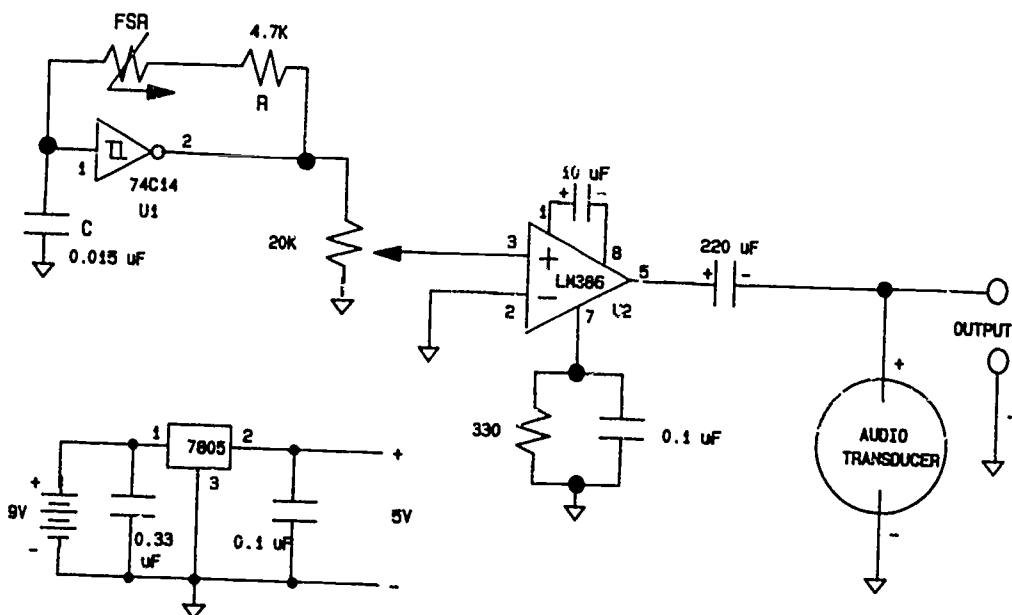 FSR
4.7K
R
1
2
74C14
U1
C
0.015 uF
20K
10 uF
+
-
1
8
3
+
LM386
-
2
7
5
U2
220 uF
+
-
OUTPUT
+
-
AUDIO
TRANSDUCER
-
330
0.1 uF
1
7805
2
3
+
9V
-
0.33
uF
0.1 uF
+
5V
-